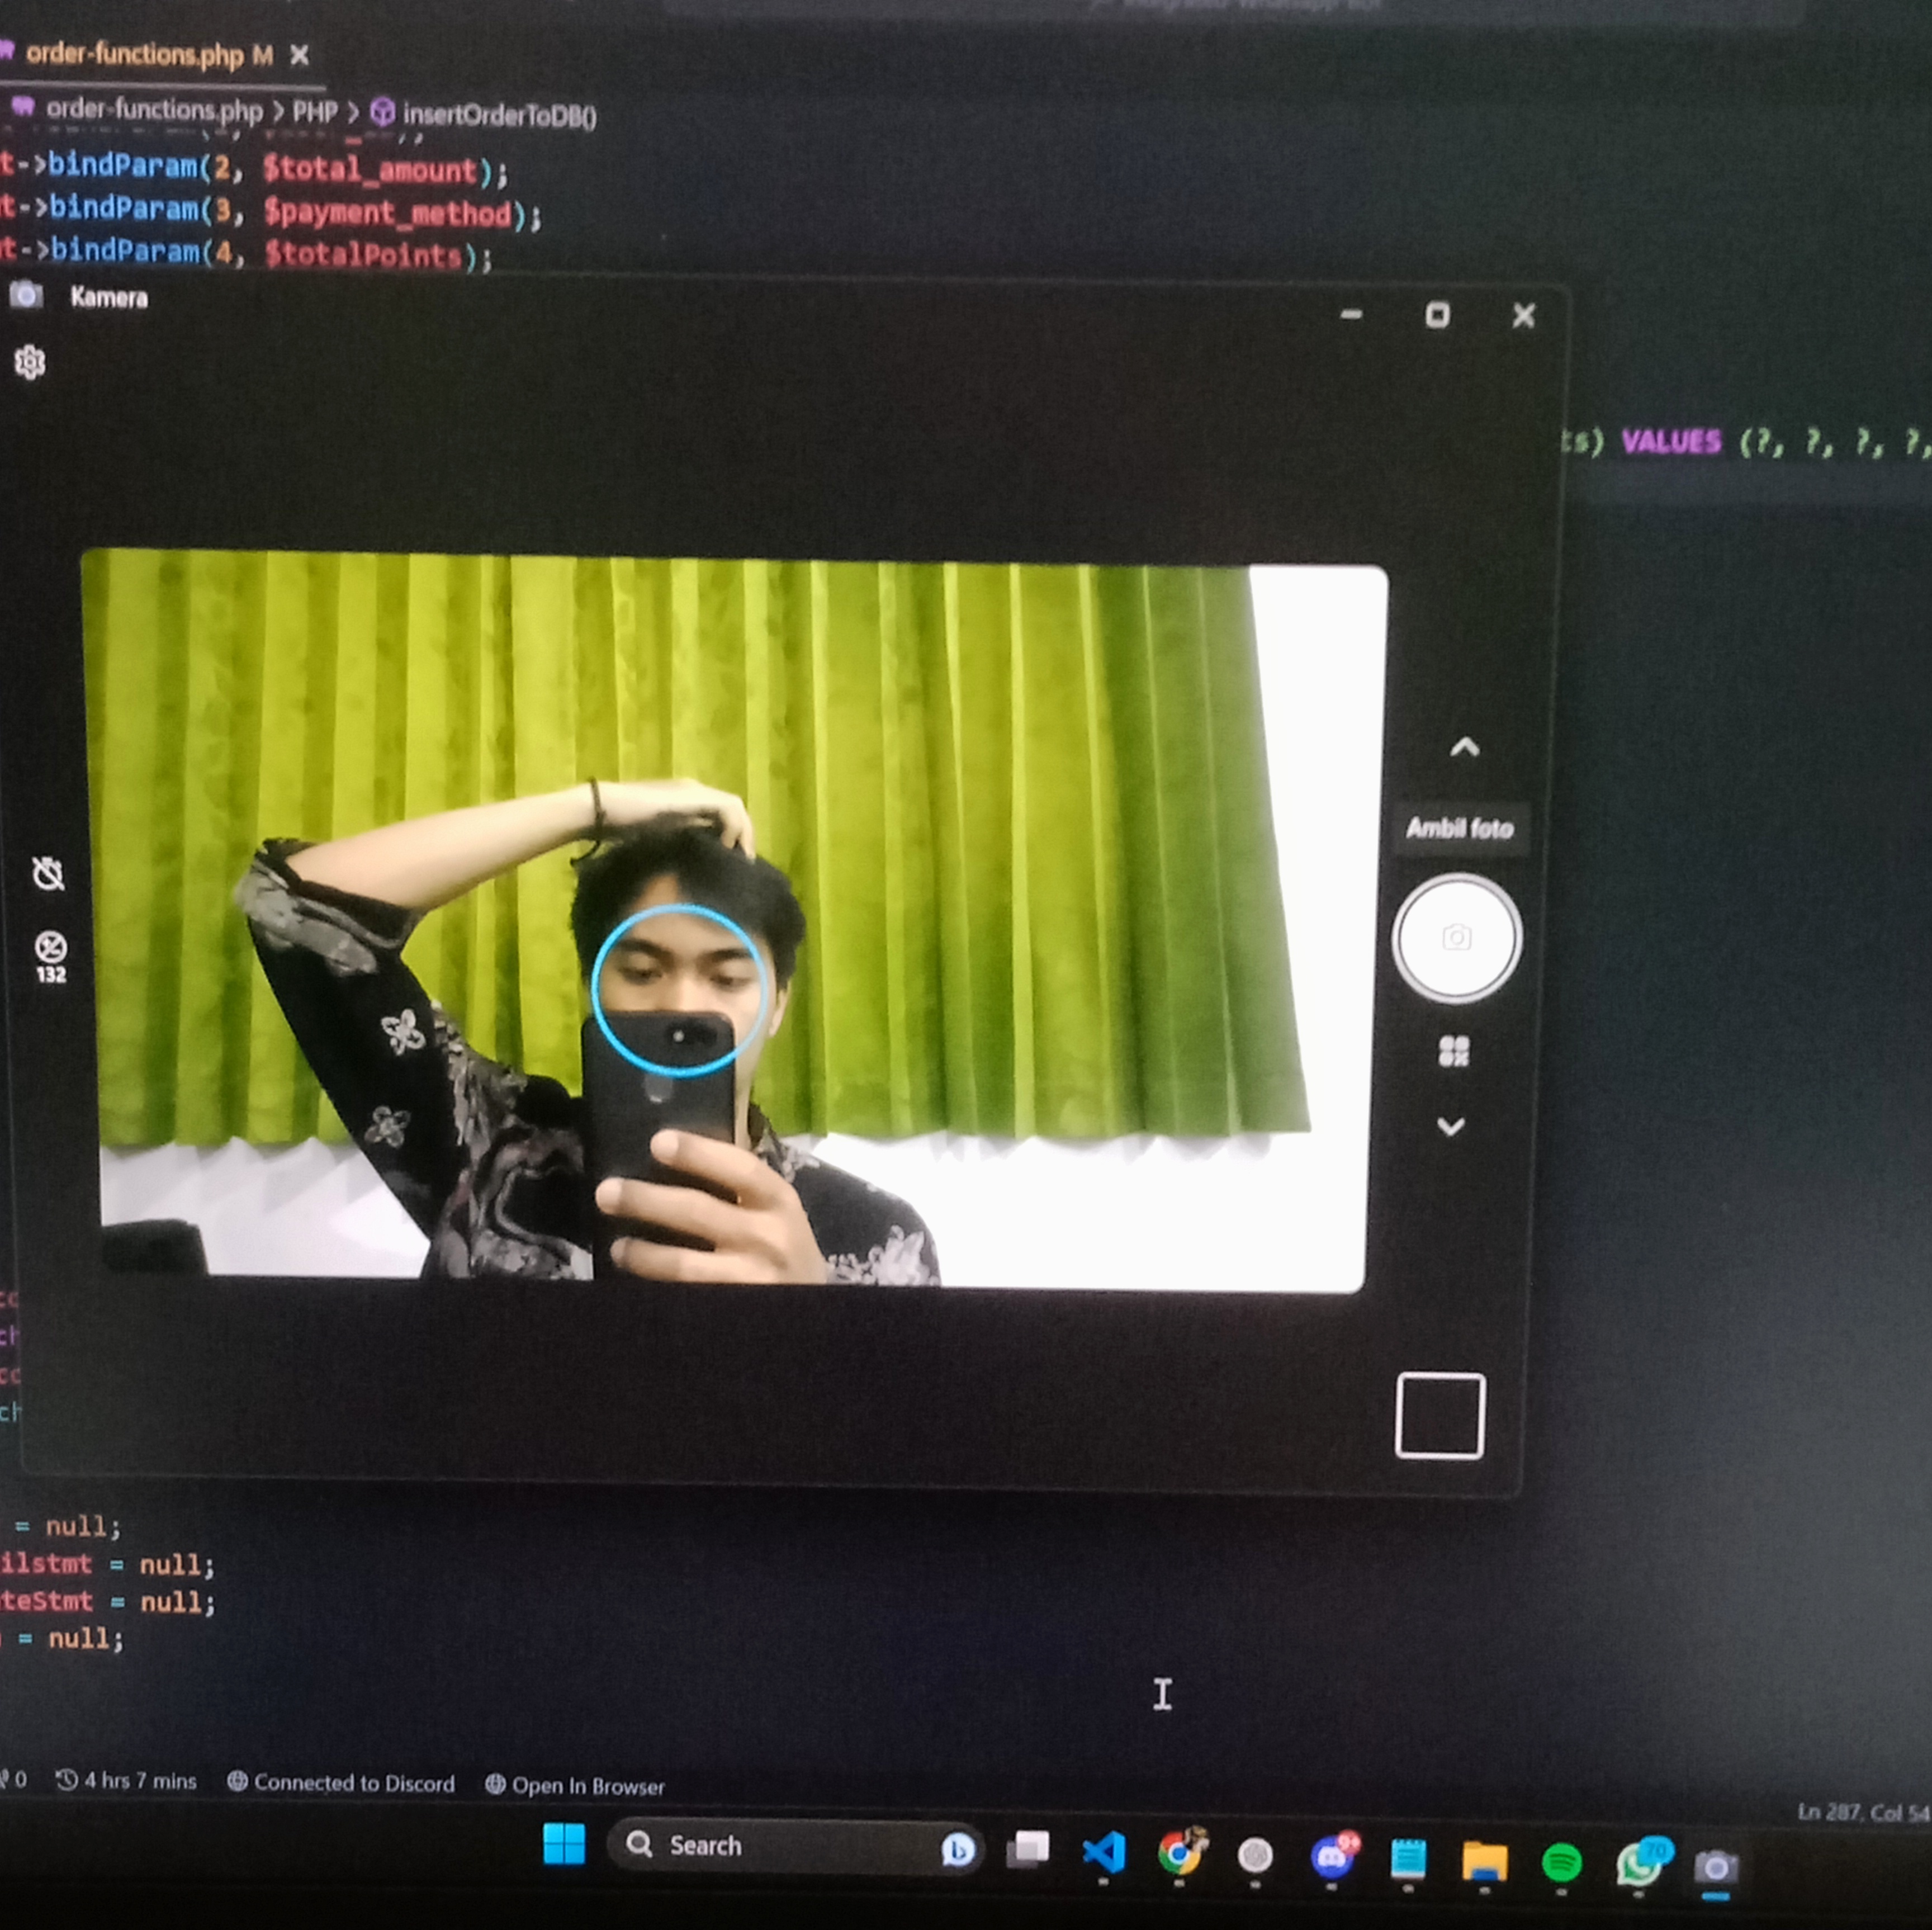 order-functions.php M
order-functions.php > PHP > insertOrderToDB()
t->bindParam(2, $total_amount);
t->bindParam(3, $payment_method);
t->bindParam(4, $totalPoints);
Kamera
ts) VALUES (?, ?, ?, ?,
Ambil foto
132
= null;
ilstmt = null;
teStmt = null;
= null;
0 4 hrs 7 mins Connected to Discord Open In Browser
Ln 287, Col 54
Search
9+
70